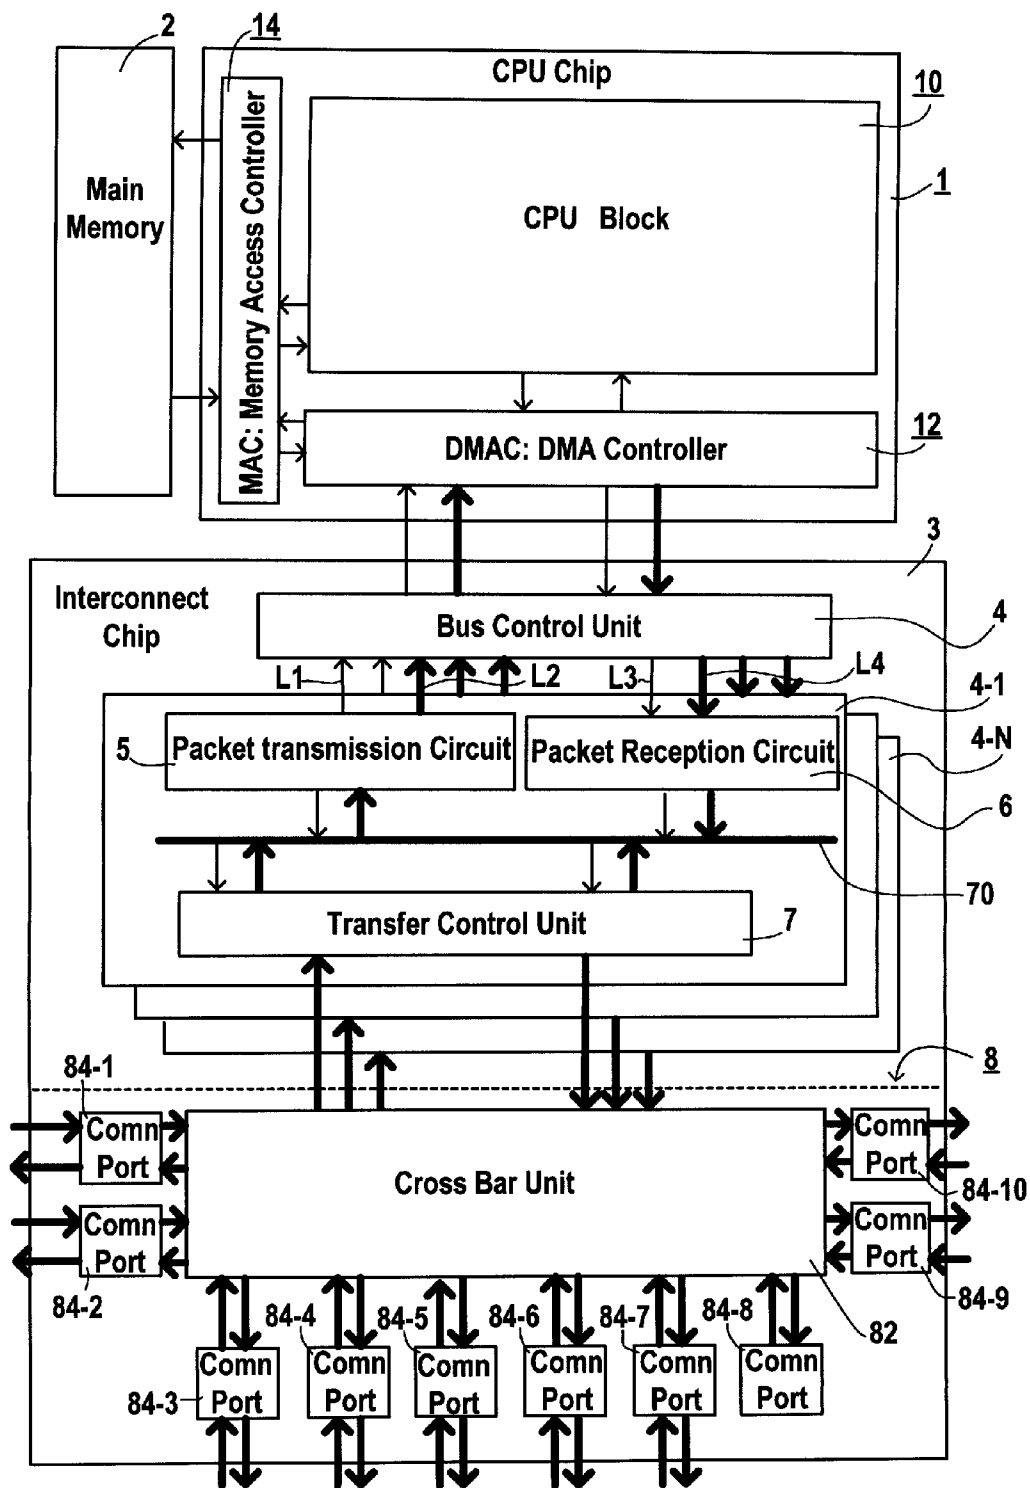 2
14
CPU Chip
10
1
Main
Memory
MAC: Memory Access Controller
CPU Block
12
DMAC: DMA Controller
3
Interconnect
Chip
Bus Control Unit
4
L1
L2
L3
L4
4-1
4-N
5
Packet transmission Circuit
Packet Reception Circuit
6
70
Transfer Control Unit
7
8
84-1
Comn
Port
Cross Bar Unit
Comn
Port
84-10
Comn
Port
84-2
Comn
Port
84-9
82
84-3
Comn
Port
84-4
Comn
Port
84-5
Comn
Port
84-6
Comn
Port
84-7
Comn
Port
84-8
Comn
Port